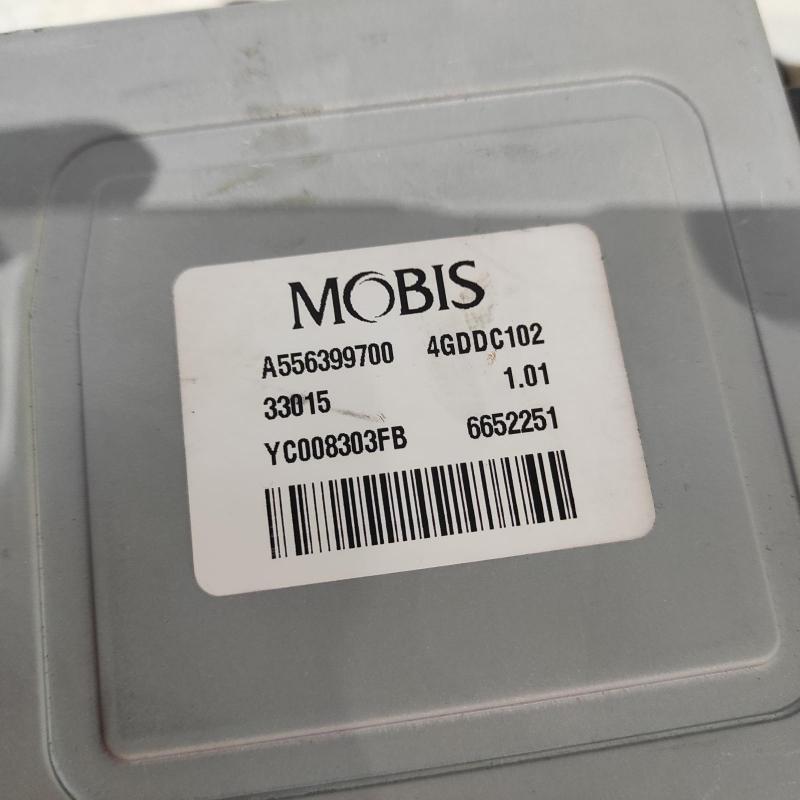 MOBIS
A556399700 4GDDC102
33015 1.01
YC008303FB 6652251